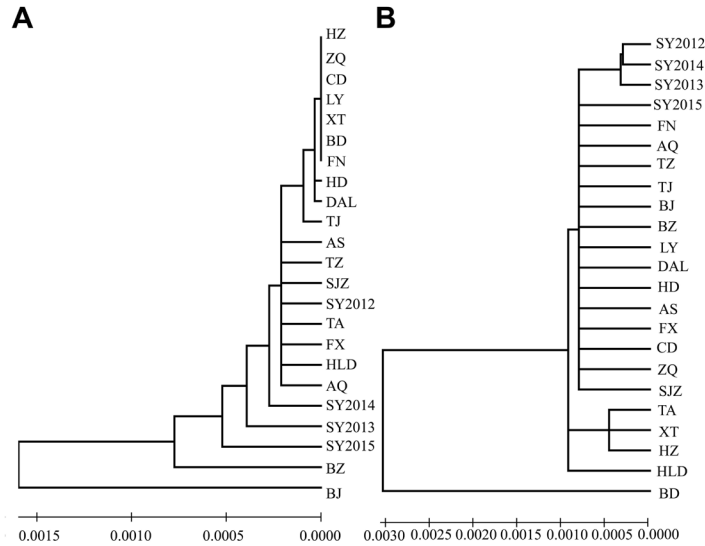 A
HZ
ZQ
CD
LY
XT
BD
FN
HD
DAL
TJ
AS
TZ
SJZ
SY2012
TA
FX
HLD
AQ
SY2014
SY2013
SY2015
BZ
BJ
0.0015 0.0010 0.0005 0.0000
B
SY2012
SY2014
SY2013
SY2015
FN
AQ
TZ
TJ
BJ
BZ
LY
DAL
HD
AS
FX
CD
ZQ
SJZ
TA
XT
HZ
HLD
BD
0.0030 0.0025 0.0020 0.0015 0.0010 0.0005 0.0000